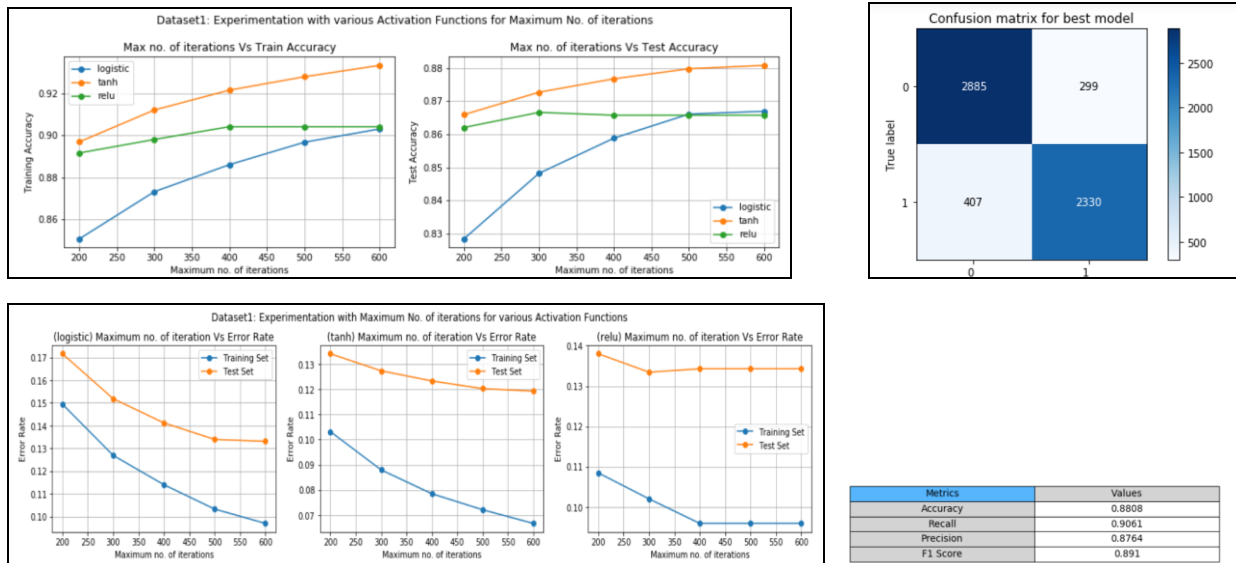 Dataset1: Experimentation with various Activation Functions for Maximum No. of iterations
Max no. of iterations Vs Train Accuracy
logistic
tanh
relu
Training Accuracy
0.92
0.90
0.88
0.86
200 250 300 350 400 450 500 550 600
Maximum no. of iterations
Max no. of iterations Vs Test Accuracy
Test Accuracy
0.88
0.87
0.86
0.85
0.84
0.83
logistic
tanh
relu
200 250 300 350 400 450 500 550 600
Maximum no. of iterations
Confusion matrix for best model
True label
0
1
2885 299
407 2330
0 1
2500
2000
1500
1000
500
Dataset1: Experimentation with Maximum No. of iterations for various Activation Functions
(logistic) Maximum no. of iteration Vs Error Rate
Training Set
Test Set
Error Rate
0.17
0.16
0.15
0.14
0.13
0.12
0.11
0.10
200 250 300 350 400 450 500 550 600
Maximum no. of iterations
(tanh) Maximum no. of iteration Vs Error Rate
Training Set
Test Set
Error Rate
0.13
0.12
0.11
0.10
0.09
0.08
0.07
200 250 300 350 400 450 500 550 600
Maximum no. of iterations
(relu) Maximum no. of iteration Vs Error Rate
Training Set
Test Set
Error Rate
0.14
0.13
0.12
0.11
0.10
200 250 300 350 400 450 500 550 600
Maximum no. of iterations
Metrics Values
Accuracy 0.8808
Recall 0.9061
Precision 0.8764
F1 Score 0.891